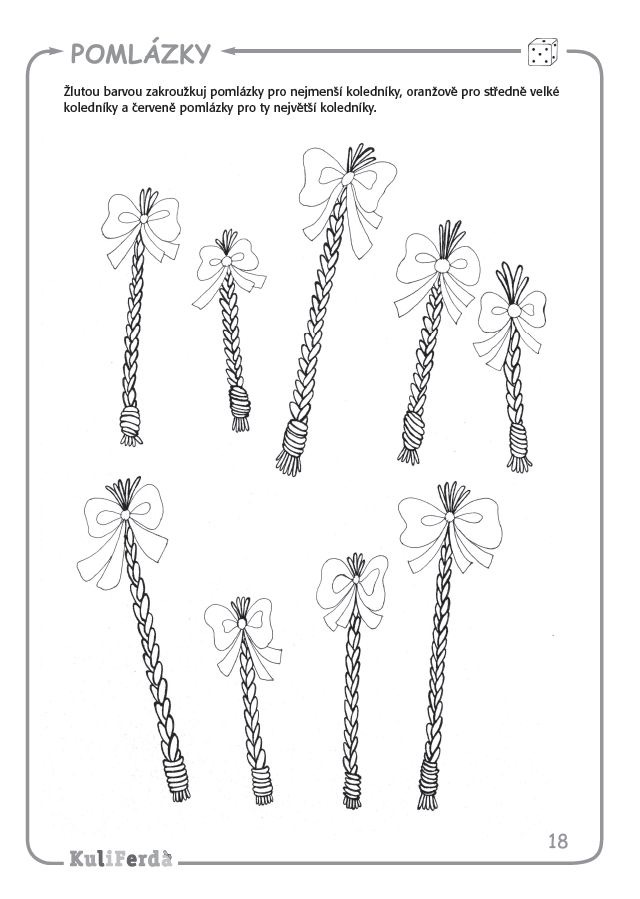 POMLÁZKY
Žlutou barvou zakroužkuj pomlázky pro nejmenší koledníky, oranžově pro středně velké
koledníky a červeně pomlázky pro ty největší koledníky.
18
KuliFerda